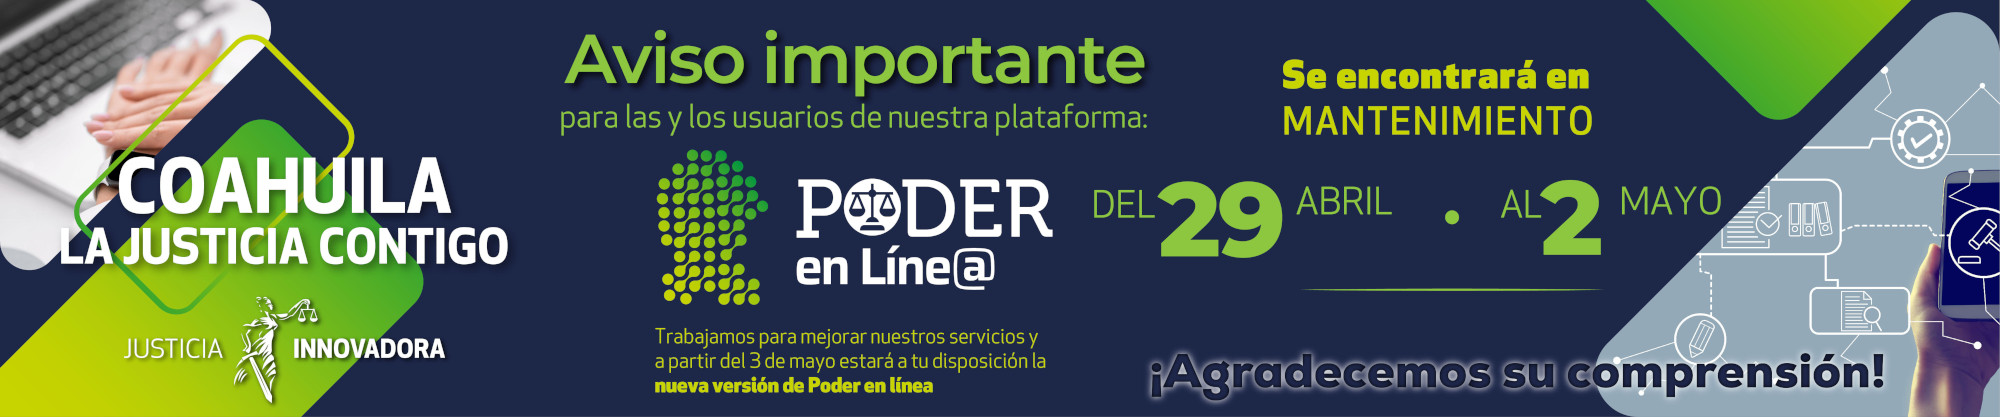 COAHUILA
LA JUSTICIA CONTIGO
JUSTICIA INNOVADORA
Aviso importante
para las y los usuarios de nuestra plataforma:
PODER
en Líne@
Trabajamos para mejorar nuestros servicios y
a partir del 3 de mayo estará a tu disposición la
nueva versión de Poder en línea
Se encontrará en
MANTENIMIENTO
DEL 29 ABRIL • AL 2 MAYO
¡Agradecemos su comprensión!